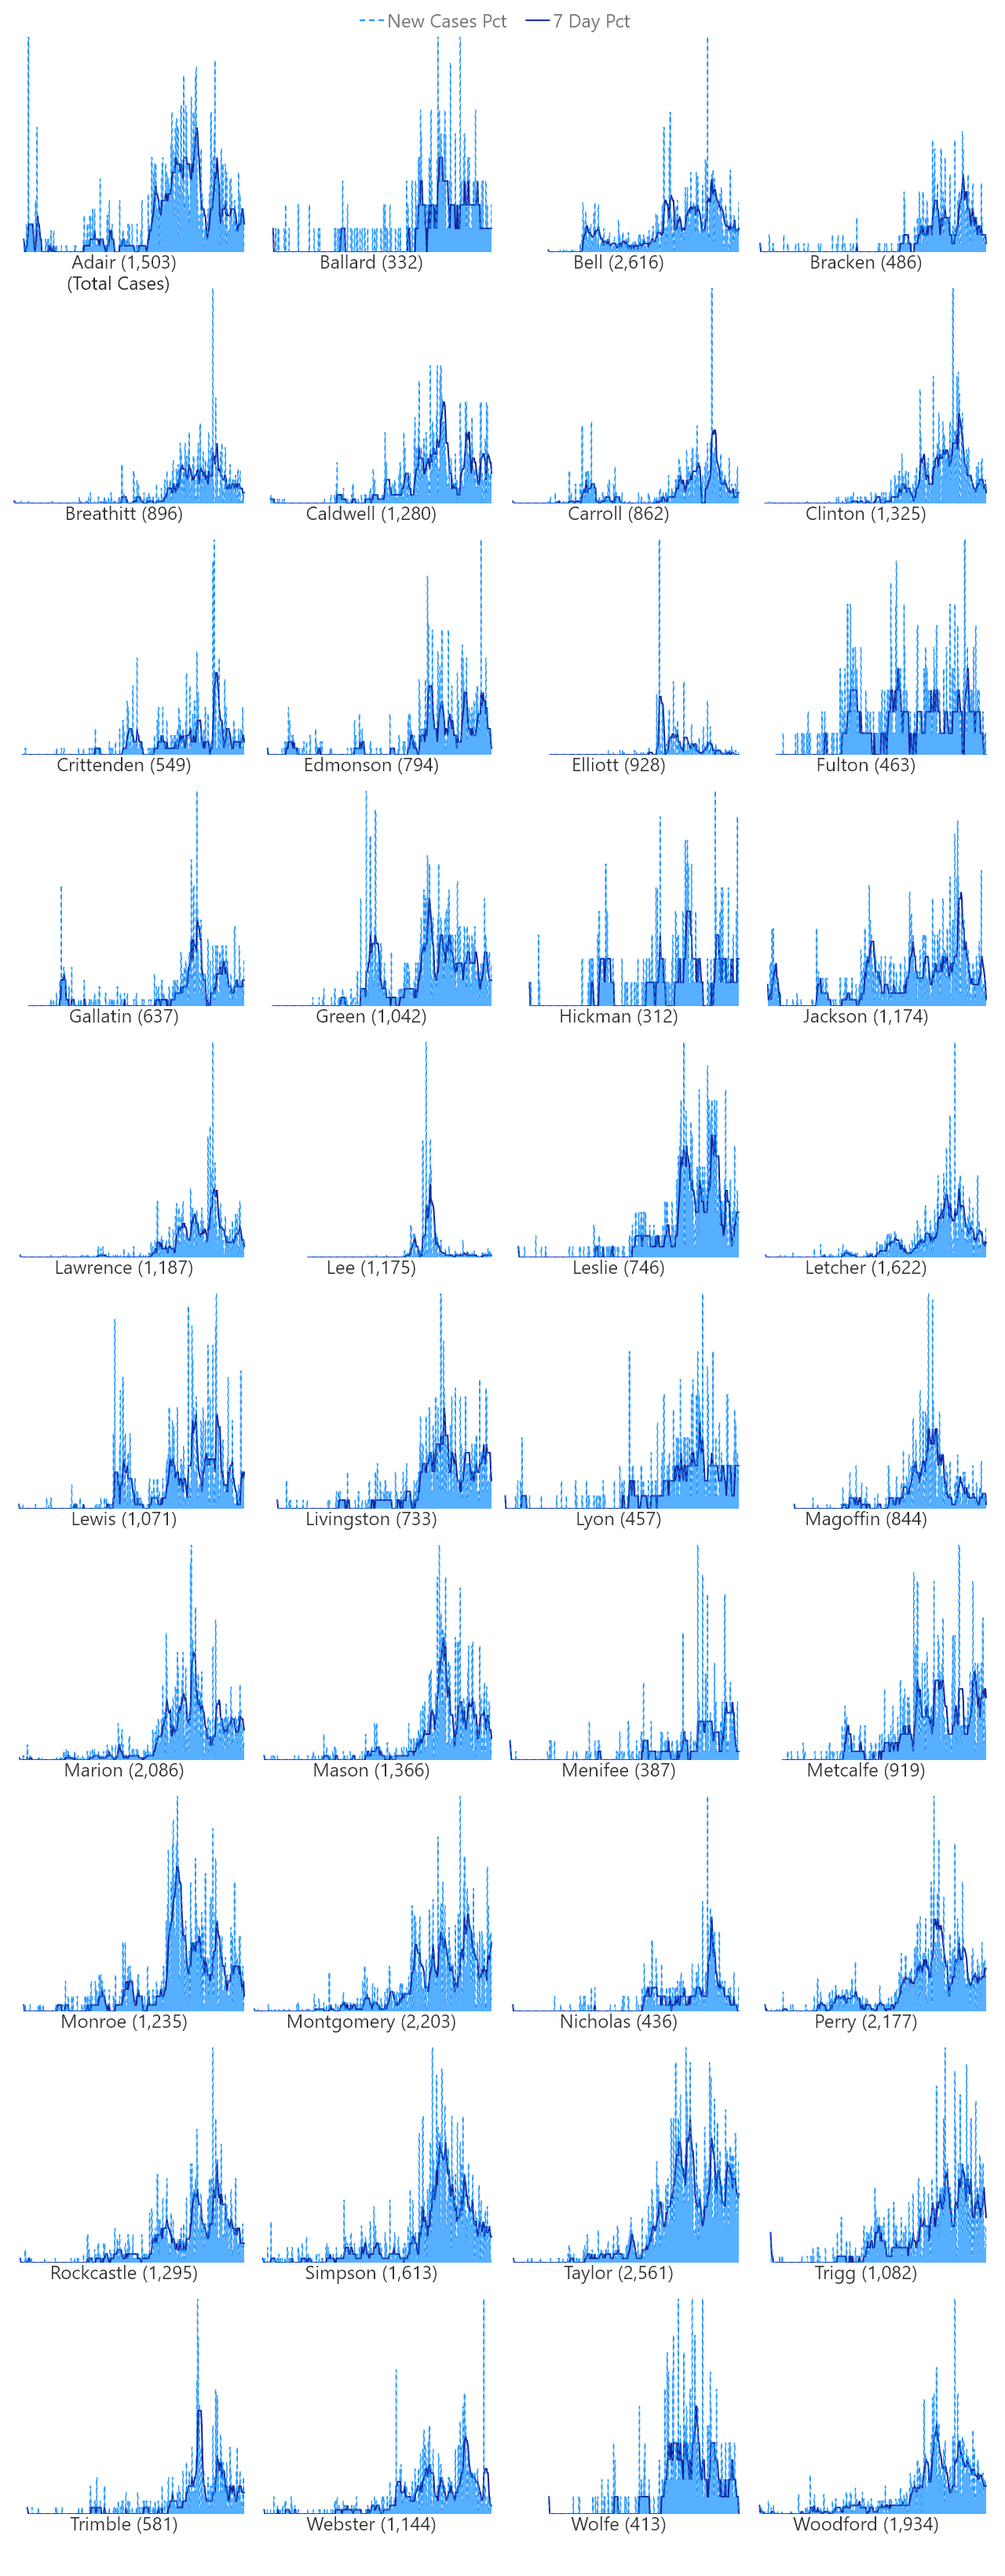 New Cases Pct 7 Day Pct
Adair (1,503) Ballard (332) Bell (2,616) Bracken (486)
(Total Cases)
Breathitt (896) Caldwell (1,280) Carroll (862) Clinton (1,325)
Crittenden (549) Edmonson (794) Elliott (928) Fulton (463)
Gallatin (637) Green (1,042) Hickman (312) Jackson (1,174)
Lawrence (1,187) Lee (1,175) Leslie (746) Letcher (1,622)
Lewis (1,071) Livingston (733) Lyon (457) Magoffin (844)
Marion (2,086) Mason (1,366) Menifee (387) Metcalfe (919)
Monroe (1,235) Montgomery (2,203) Nicholas (436) Perry (2,177)
Rockcastle (1,295) Simpson (1,613) Taylor (2,561) Trigg (1,082)
Trimble (581) Webster (1,144) Wolfe (413) Woodford (1,934)